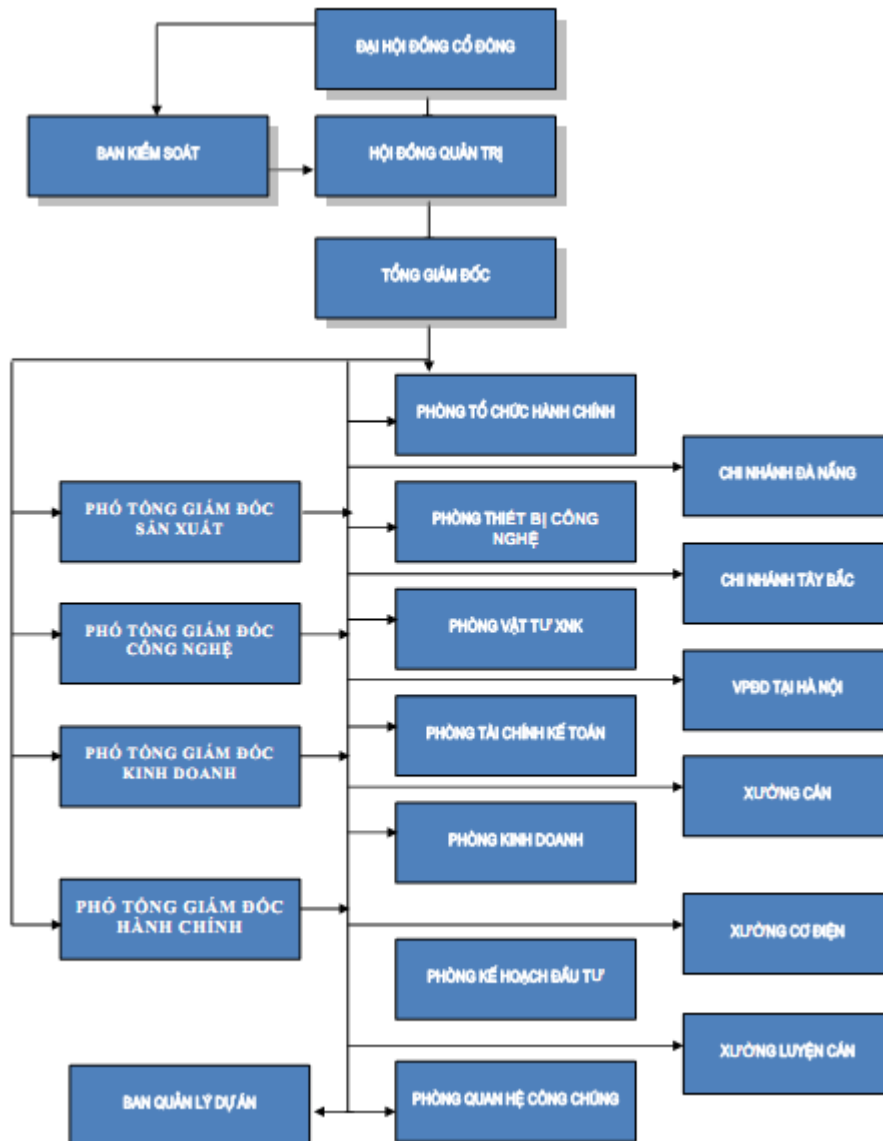 ĐẠI HỘI ĐỒNG CỔ ĐÔNG
BAN KIỂM SOÁT
HỘI ĐỒNG QUẢN TRỊ
TỔNG GIÁM ĐỐC
PHÒNG TỔ CHỨC HÀNH CHÍNH
CHI NHÁNH ĐÀ NẴNG
PHÓ TỔNG GIÁM ĐỐC
SẢN XUẤT
PHÒNG THIẾT BỊ CÔNG
NGHỆ
CHI NHÁNH TÂY BẮC
PHÓ TỔNG GIÁM ĐỐC
CÔNG NGHỆ
PHÒNG VẬT TƯ XNK
VPĐD TẠI HÀ NỘI
PHÓ TỔNG GIÁM ĐỐC
KINH DOANH
PHÒNG TÀI CHÍNH KẾ TOÁN
XƯỞNG CÁN
PHÒNG KINH DOANH
PHÓ TỔNG GIÁM ĐỐC
HÀNH CHÍNH
XƯỞNG CƠ ĐIỆN
PHÒNG KẾ HOẠCH ĐẦU TƯ
XƯỞNG LUYỆN CÁN
BAN QUẢN LÝ DỰ ÁN
PHÒNG QUAN HỆ CÔNG CHÚNG